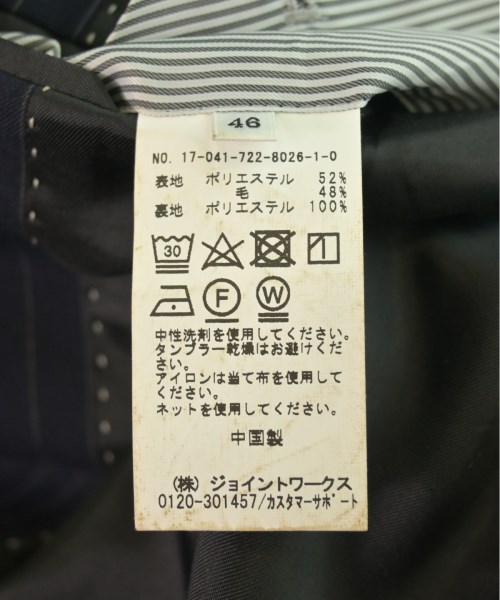 46
NO. 17-041-722-8026-1-0
表地 ポリエステル 52%
毛 48%
裏地 ポリエステル 100%
30
F W
中性洗剤を使用してください。
タンブラー乾燥はお避けくだ
さい。
アイロンは当て布を使用して
ください。
ネットを使用してください。
中国製
(株) ジョイントワークス
0120-301457/カスタマーサポート